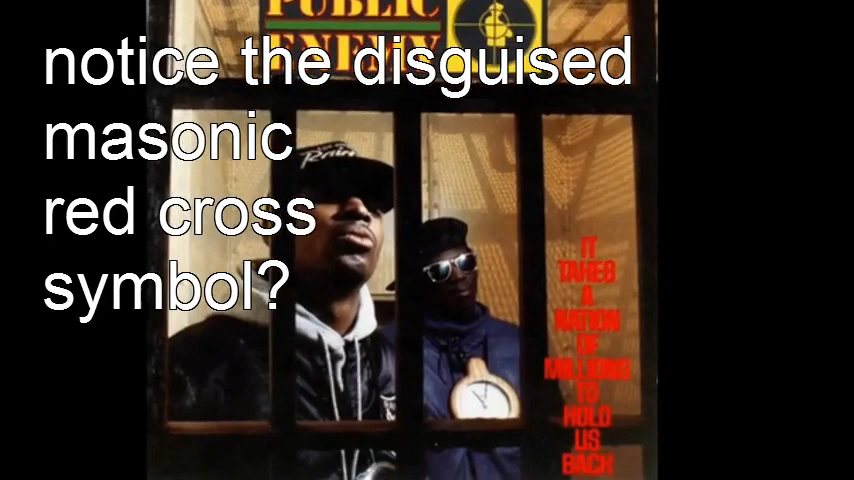 PUBLIC
ENEMY
notice the disguised
masonic
red cross
symbol?
IT
TAKES
A
NATION
OF
MILLIONS
TO
HOLD
US
BACK